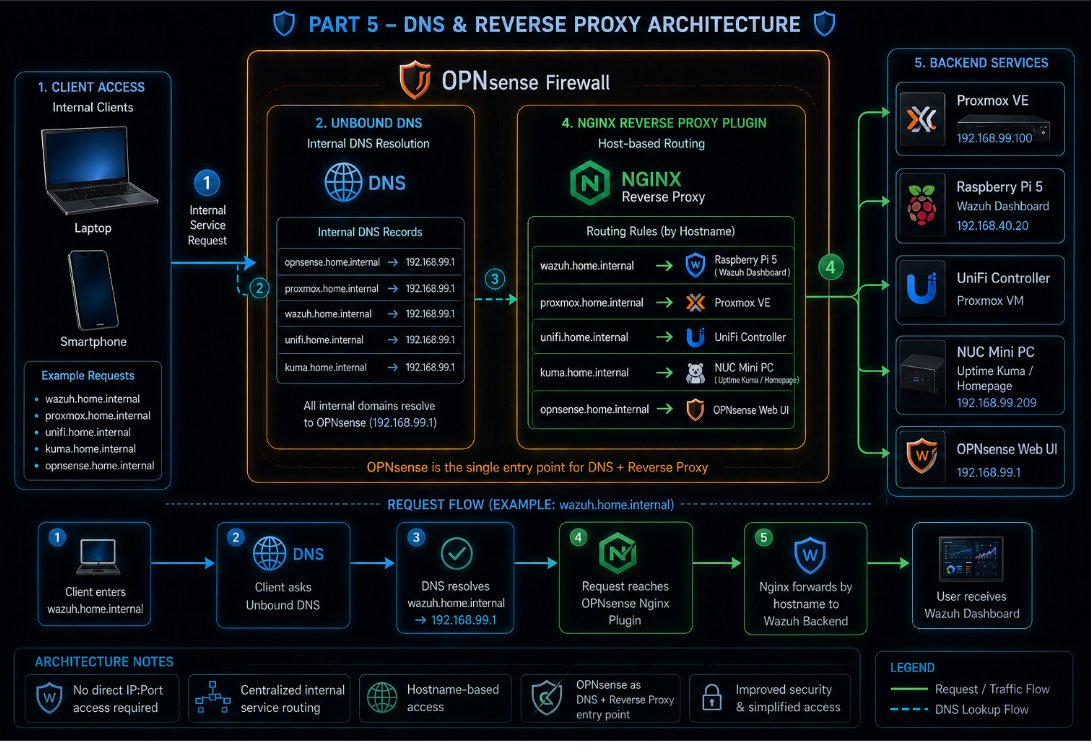 PART 5 – DNS & REVERSE PROXY ARCHITECTURE
1. CLIENT ACCESS
Internal Clients
Laptop
Smartphone
Example Requests
• wazuh.home.internal
• proxmox.home.internal
• unifi.home.internal
• kuma.home.internal
• opnsense.home.internal
1
Internal
Service
Request
2
OPNsense Firewall
2. UNBOUND DNS
Internal DNS Resolution
DNS
Internal DNS Records
opnsense.home.internal → 192.168.99.1
proxmox.home.internal → 192.168.99.1
wazuh.home.internal → 192.168.99.1
unifi.home.internal → 192.168.99.1
kuma.home.internal → 192.168.99.1
All internal domains resolve
to OPNsense (192.168.99.1)
3
4. NGINX REVERSE PROXY PLUGIN
Host-based Routing
N
NGINX
Reverse Proxy
Routing Rules (by Hostname)
wazuh.home.internal → W Raspberry Pi 5
(Wazuh Dashboard)
proxmox.home.internal → Proxmox VE
unifi.home.internal → UniFi Controller
kuma.home.internal → NUC Mini PC
(Uptime Kuma / Homepage)
opnsense.home.internal → OPNsense Web UI
OPNsense is the single entry point for DNS + Reverse Proxy
4
5. BACKEND SERVICES
Proxmox VE
192.168.99.100
Raspberry Pi 5
Wazuh Dashboard
192.168.40.20
UniFi Controller
Proxmox VM
NUC Mini PC
Uptime Kuma /
Homepage
192.168.99.209
W
OPNsense Web UI
192.168.99.1
REQUEST FLOW (EXAMPLE: wazuh.home.internal)
1
Client enters
wazuh.home.internal
2
DNS
Client asks
Unbound DNS
3
DNS resolves
wazuh.home.internal
→ 192.168.99.1
4
N
Request reaches
OPNsense Nginx
Plugin
5
W
Nginx forwards by
hostname to
Wazuh Backend
User receives
Wazuh Dashboard
ARCHITECTURE NOTES
W
No direct IP:Port
access required
Centralized internal
service routing
Hostname-based
access
OPNsense as
DNS + Reverse Proxy
entry point
Improved security
& simplified access
LEGEND
Request / Traffic Flow
DNS Lookup Flow